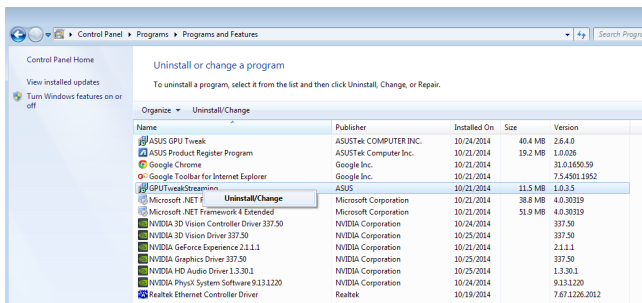 Control Panel ▸ Programs ▸ Programs and Features
Search Progra
Control Panel Home
View installed updates
Turn Windows features on or
off
Uninstall or change a program
To uninstall a program, select it from the list and then click Uninstall, Change, or Repair.
Organize Uninstall/Change
Name Publisher Installed On Size Version
ASUS GPU Tweak ASUSTek COMPUTER INC. 10/24/2014 40.4 MB 2.6.4.0
ASUS Product Register Program ASUSTek Computer Inc. 10/21/2014 19.2 MB 1.0.026
Google Chrome Google Inc. 10/21/2014 31.0.1650.59
Google Toolbar for Internet Explorer Google Inc. 10/21/2014 7.5.4501.1952
GPUTweakStreaming ASUS 10/21/2014 11.5 MB 1.0.3.5
Microsoft .NET F Uninstall/Change Microsoft Corporation 10/21/2014 38.8 MB 4.0.30319
Microsoft .NET Framework 4 Extended Microsoft Corporation 10/21/2014 51.9 MB 4.0.30319
NVIDIA 3D Vision Controller Driver 337.50 NVIDIA Corporation 10/24/2014 337.50
NVIDIA 3D Vision Driver 337.50 NVIDIA Corporation 10/25/2014 337.50
NVIDIA GeForce Experience 2.1.1.1 NVIDIA Corporation 10/21/2014 2.1.1.1
NVIDIA Graphics Driver 337.50 NVIDIA Corporation 10/25/2014 337.50
NVIDIA HD Audio Driver 1.3.30.1 NVIDIA Corporation 10/25/2014 1.3.30.1
NVIDIA PhysX System Software 9.13.1220 NVIDIA Corporation 10/24/2014 9.13.1220
Realtek Ethernet Controller Driver Realtek 10/19/2014 7.67.1226.2012